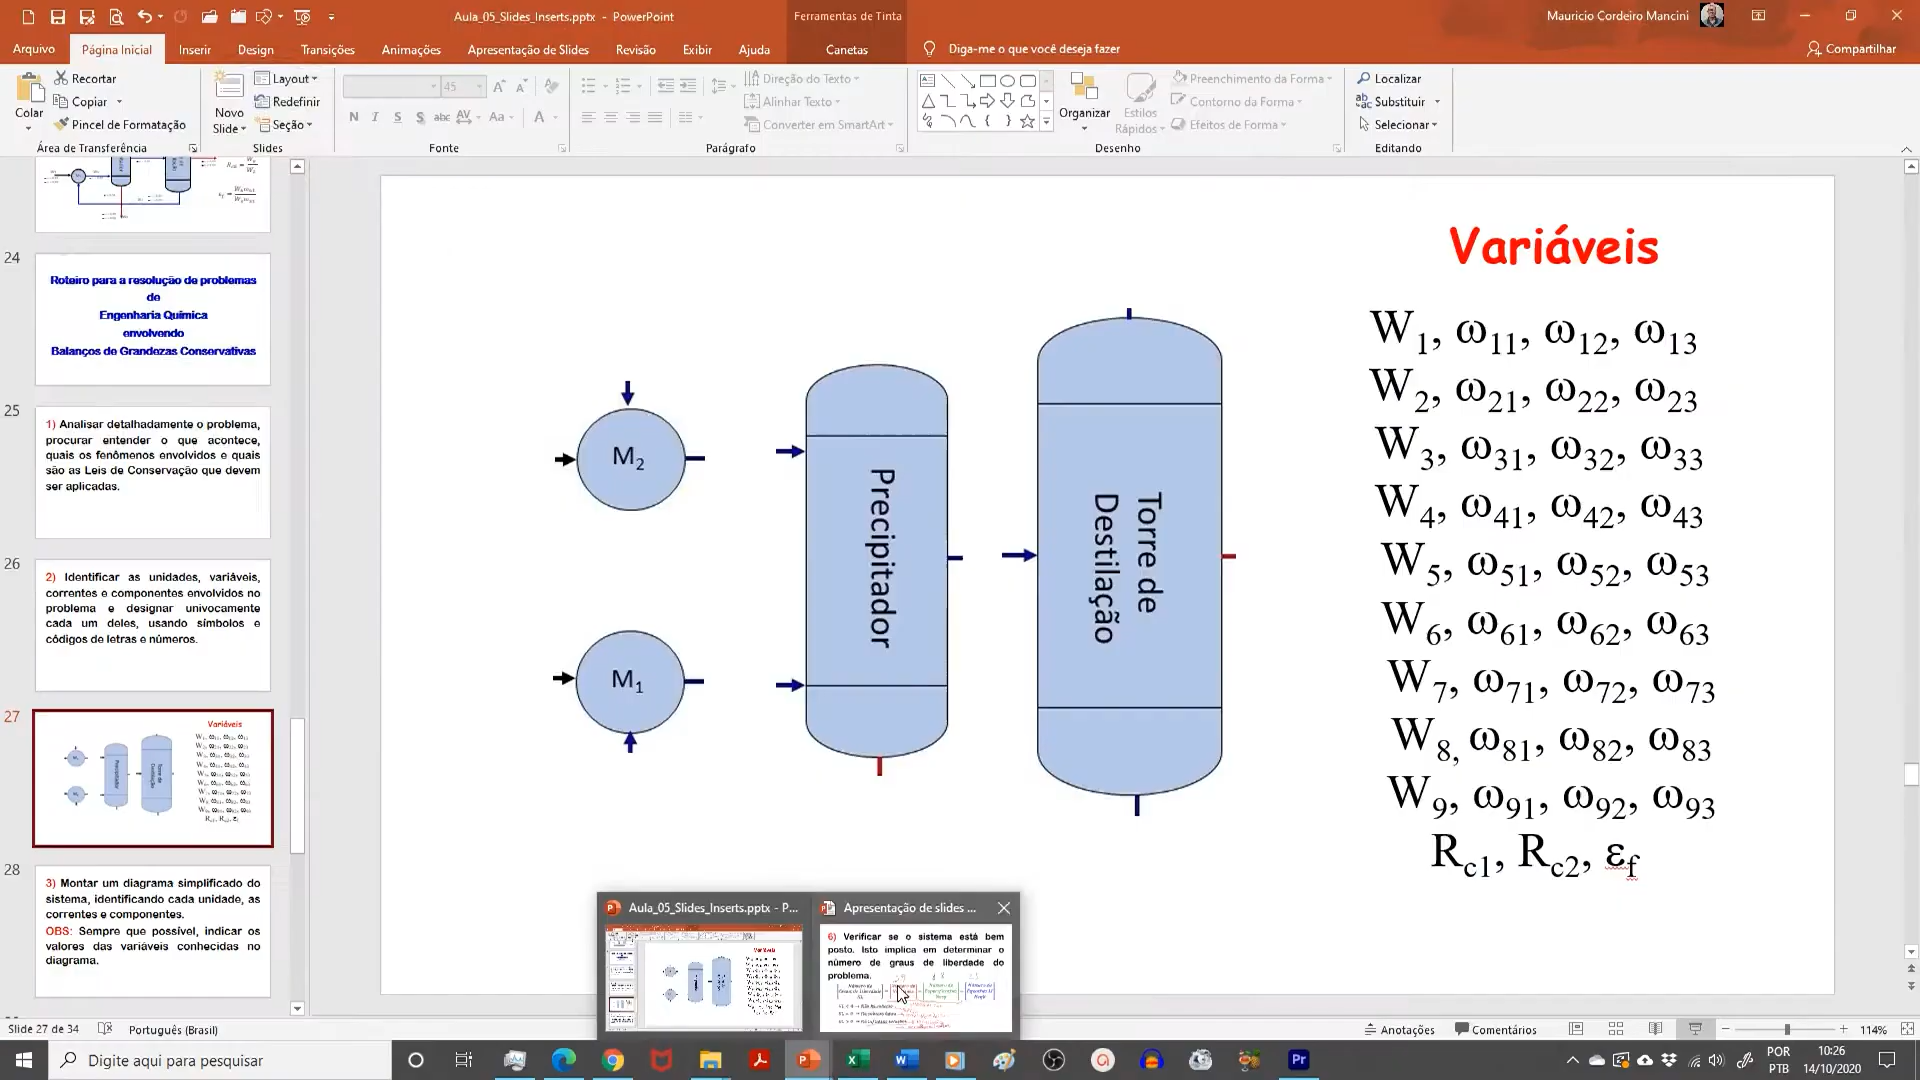 Aula_05_Slides_Inserts.pptx - PowerPoint
Ferramentas de Tinta
Mauricio Cordeiro Mancini
Arquivo
Página Inicial
Inserir
Design
Transições
Animações
Apresentação de Slides
Revisão
Exibir
Ajuda
Canetas
Diga-me o que você deseja fazer
Compartilhar
Colar
Recortar
Copiar
Pincel de Formatação
Área de Transferência
Novo
Slide
Layout
Redefinir
Seção
Slides
45
N I S S abc AV Aa A
Fonte
Direção do Texto
Alinhar Texto
Converter em SmartArt
Parágrafo
Organizar
Estilos
Rápidos
Preenchimento da Forma
Contorno da Forma
Efeitos de Forma
Desenho
Localizar
Substituir
Selecionar
Editando
24
Roteiro para a resolução de problemas
de
Engenharia Química
envolvendo
Balanços de Grandezas Conservativas
25
1) Analisar detalhadamente o problema,
procurar entender o que acontece,
quais os fenômenos envolvidos e quais
são as Leis de Conservação que devem
ser aplicadas.
26
2) Identificar as unidades, variáveis,
correntes e componentes envolvidos no
problema e designar univocamente
cada um deles, usando símbolos e
códigos de letras e números.
27
Variáveis
Precipitador
Torre de
Destilação
28
3) Montar um diagrama simplificado do
sistema, identificando cada unidade, as
correntes e componentes.
OBS: Sempre que possível, indicar os
valores das variáveis conhecidas no
diagrama.
M₂
M₁
Precipitador
Torre de
Destilação
Variáveis
W₁, ω₁₁, ω₁₂, ω₁₃
W₂, ω₂₁, ω₂₂, ω₂₃
W₃, ω₃₁, ω₃₂, ω₃₃
W₄, ω₄₁, ω₄₂, ω₄₃
W₅, ω₅₁, ω₅₂, ω₅₃
W₆, ω₆₁, ω₆₂, ω₆₃
W₇, ω₇₁, ω₇₂, ω₇₃
W₈, ω₈₁, ω₈₂, ω₈₃
W₉, ω₉₁, ω₉₂, ω₉₃
R_c1, R_c2, ε_f
Aula_05_Slides_Inserts.pptx - P...
Apresentação de slides ...
6) Verificar se o sistema está bem
posto. Isto implica em determinar o
número de graus de liberdade do
problema.
Slide 27 de 34
Português (Brasil)
Anotações
Comentários
114%
Digite aqui para pesquisar
POR
PTB
10:26
14/10/2020